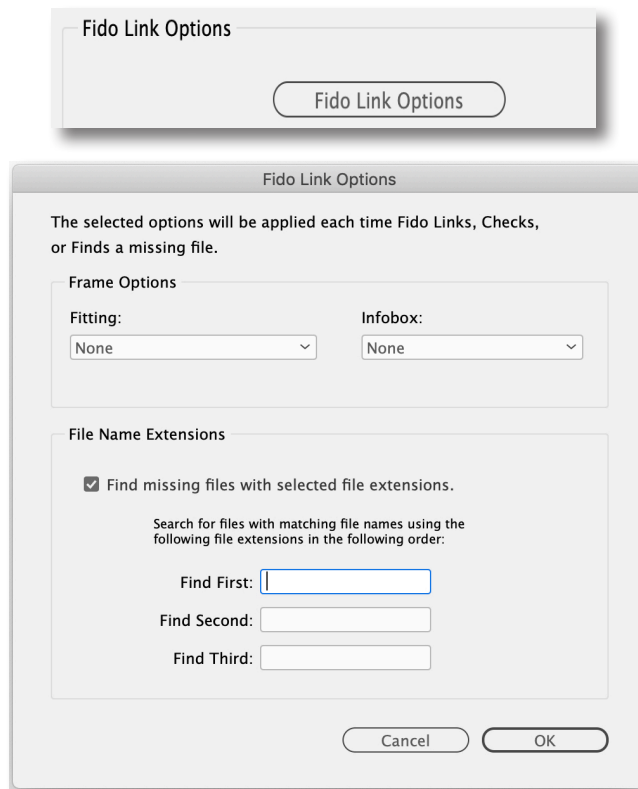 Fido Link Options
Fido Link Options
Fido Link Options
The selected options will be applied each time Fido Links, Checks,
or Finds a missing file.
Frame Options
Fitting: Infobox:
None None
File Name Extensions
Find missing files with selected file extensions.
Search for files with matching file names using the
following file extensions in the following order:
Find First:
Find Second:
Find Third:
Cancel OK